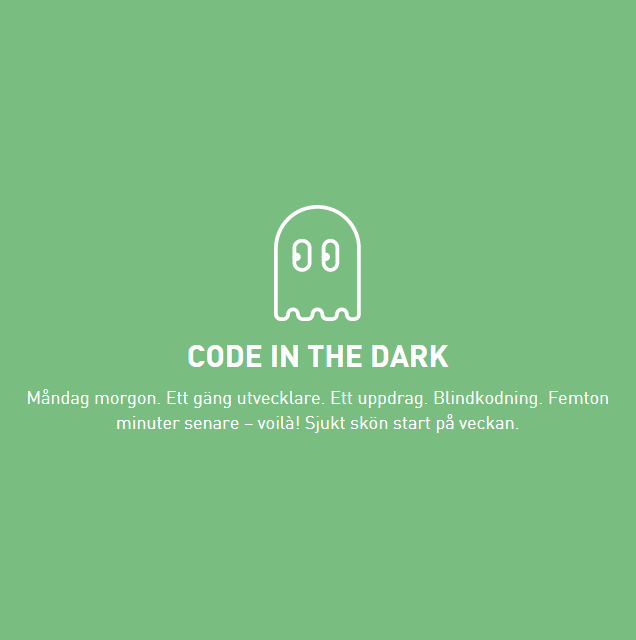 CODE IN THE DARK
Måndag morgon. Ett gäng utvecklare. Ett uppdrag. Blindkodning. Femton
minuter senare – voilà! Sjukt skön start på veckan.